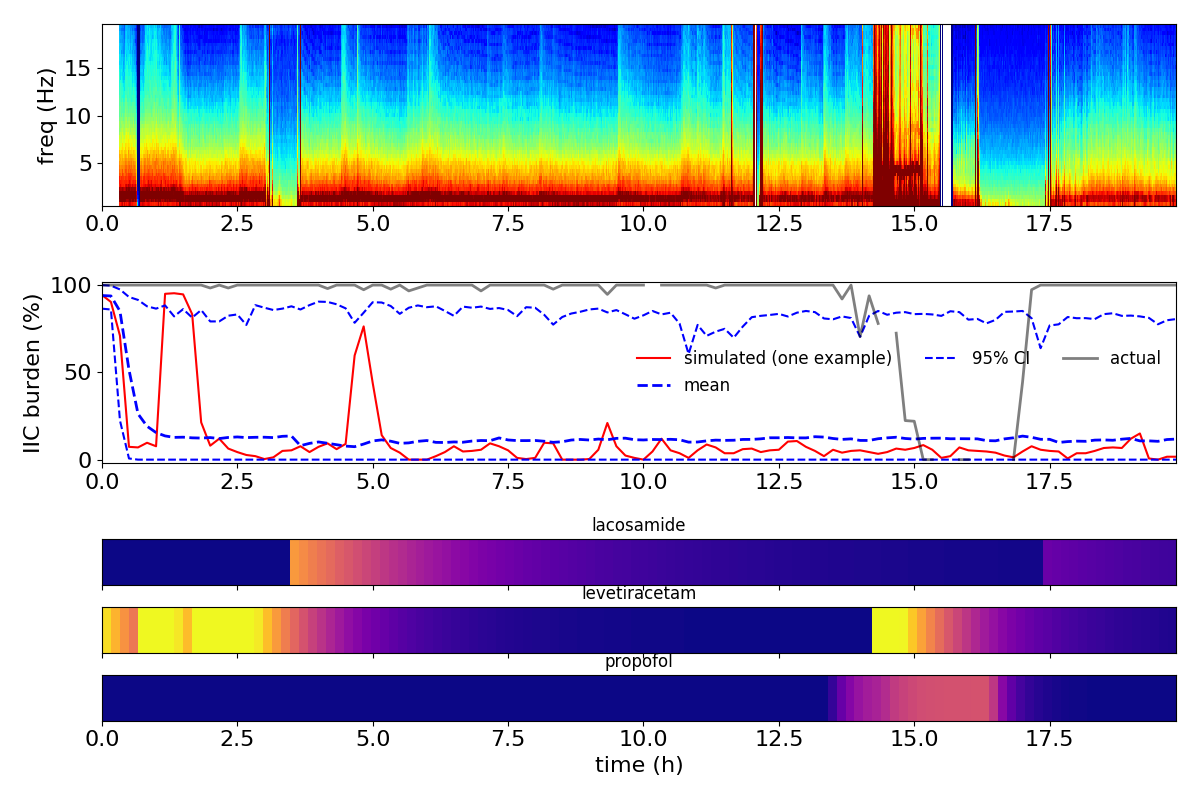 freq (Hz)
15
10
5
0.0 2.5 5.0 7.5 10.0 12.5 15.0 17.5
IIC burden (%)
100
50
0
simulated (one example) 95% CI actual
mean
0.0 2.5 5.0 7.5 10.0 12.5 15.0 17.5
lacosamide
levetiracetam
propofol
0.0 2.5 5.0 7.5 10.0 12.5 15.0 17.5
time (h)